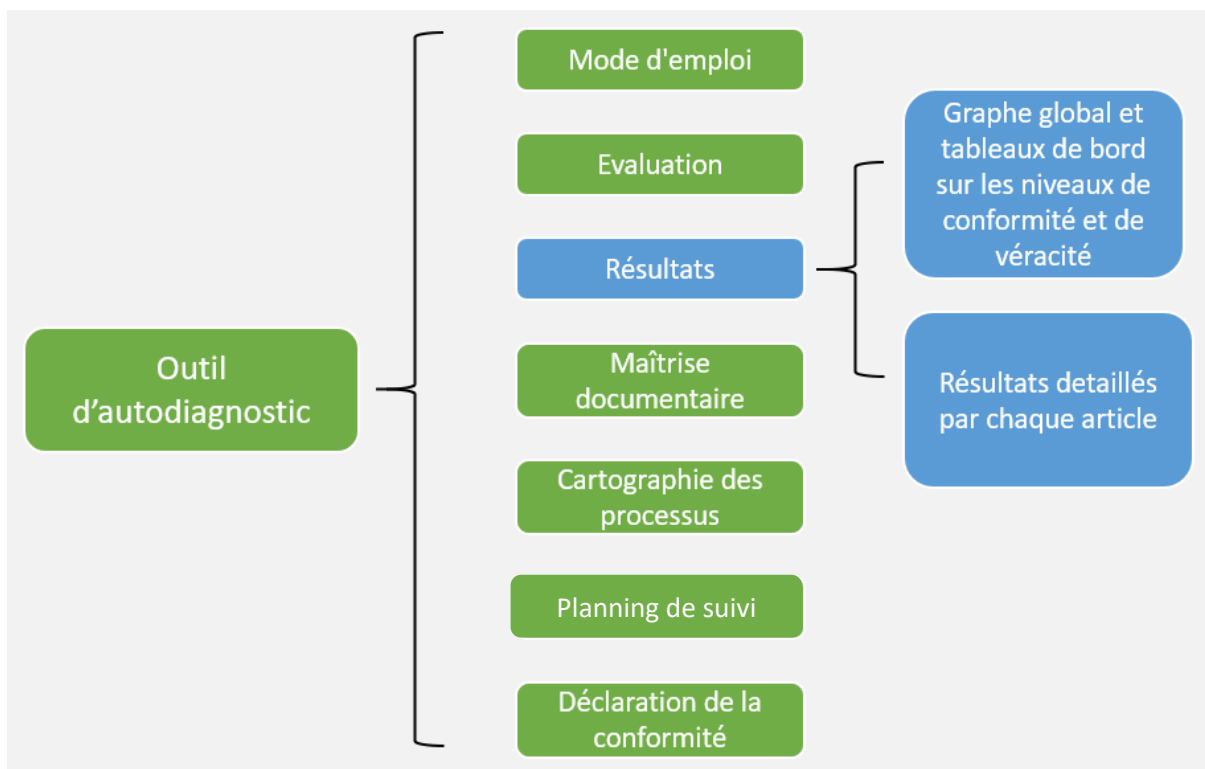 Outil
d’autodiagnostic
Mode d'emploi
Evaluation
Résultats
Maîtrise
documentaire
Cartographie des
processus
Planning de suivi
Déclaration de la
conformité
Graphe global et
tableaux de bord
sur les niveaux de
conformité et de
véracité
Résultats detaillés
par chaque article